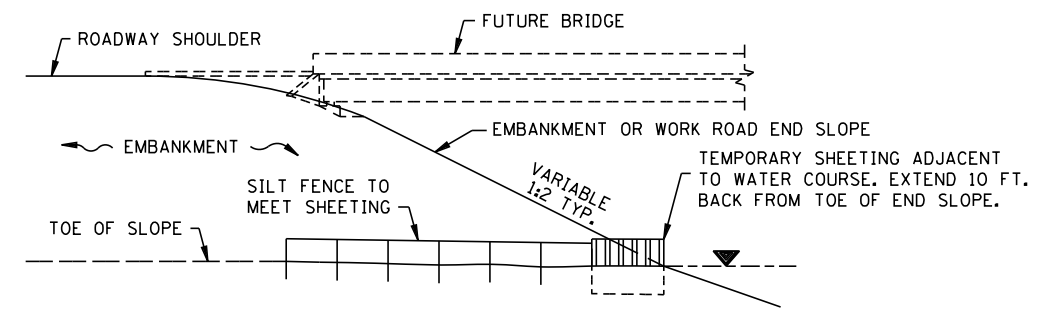 FUTURE BRIDGE
ROADWAY SHOULDER
EMBANKMENT OR WORK ROAD END SLOPE
EMBANKMENT
TEMPORARY SHEETING ADJACENT
TO WATER COURSE. EXTEND 10 FT.
BACK FROM TOE OF END SLOPE.
VARIABLE
1:2 TYP.
SILT FENCE TO
MEET SHEETING
TOE OF SLOPE